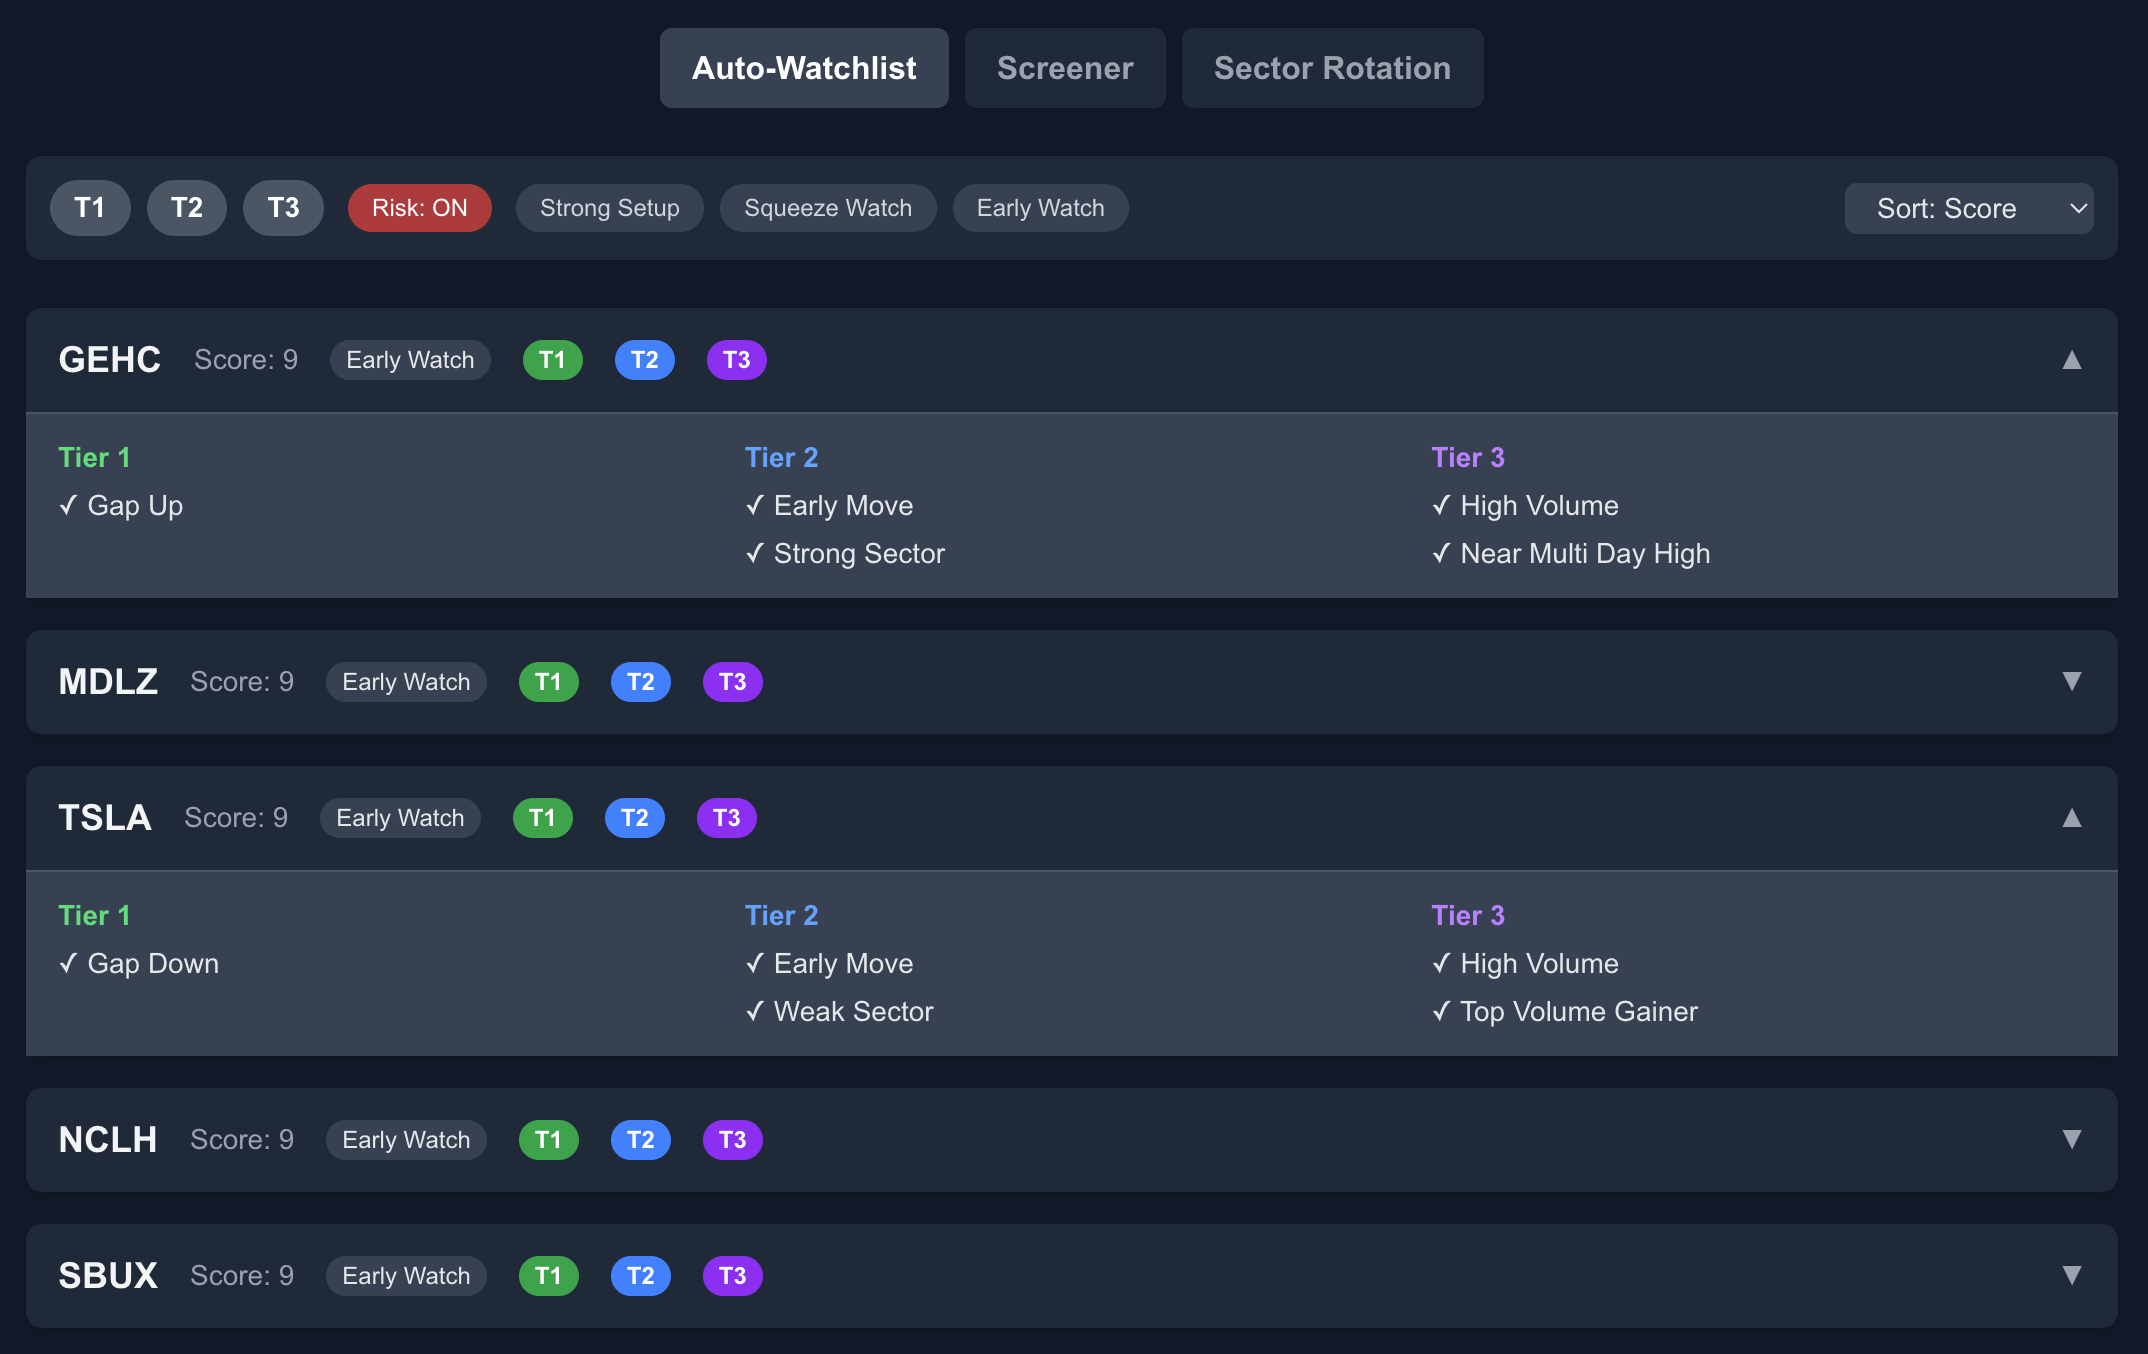 Auto-Watchlist Screener Sector Rotation
T1 T2 T3 Risk: ON Strong Setup Squeeze Watch Early Watch Sort: Score
GEHC Score: 9 Early Watch T1 T2 T3 ▲
Tier 1 Tier 2 Tier 3
✓ Gap Up ✓ Early Move ✓ High Volume
✓ Strong Sector ✓ Near Multi Day High
MDLZ Score: 9 Early Watch T1 T2 T3 ▼
TSLA Score: 9 Early Watch T1 T2 T3 ▲
Tier 1 Tier 2 Tier 3
✓ Gap Down ✓ Early Move ✓ High Volume
✓ Weak Sector ✓ Top Volume Gainer
NCLH Score: 9 Early Watch T1 T2 T3 ▼
SBUX Score: 9 Early Watch T1 T2 T3 ▼